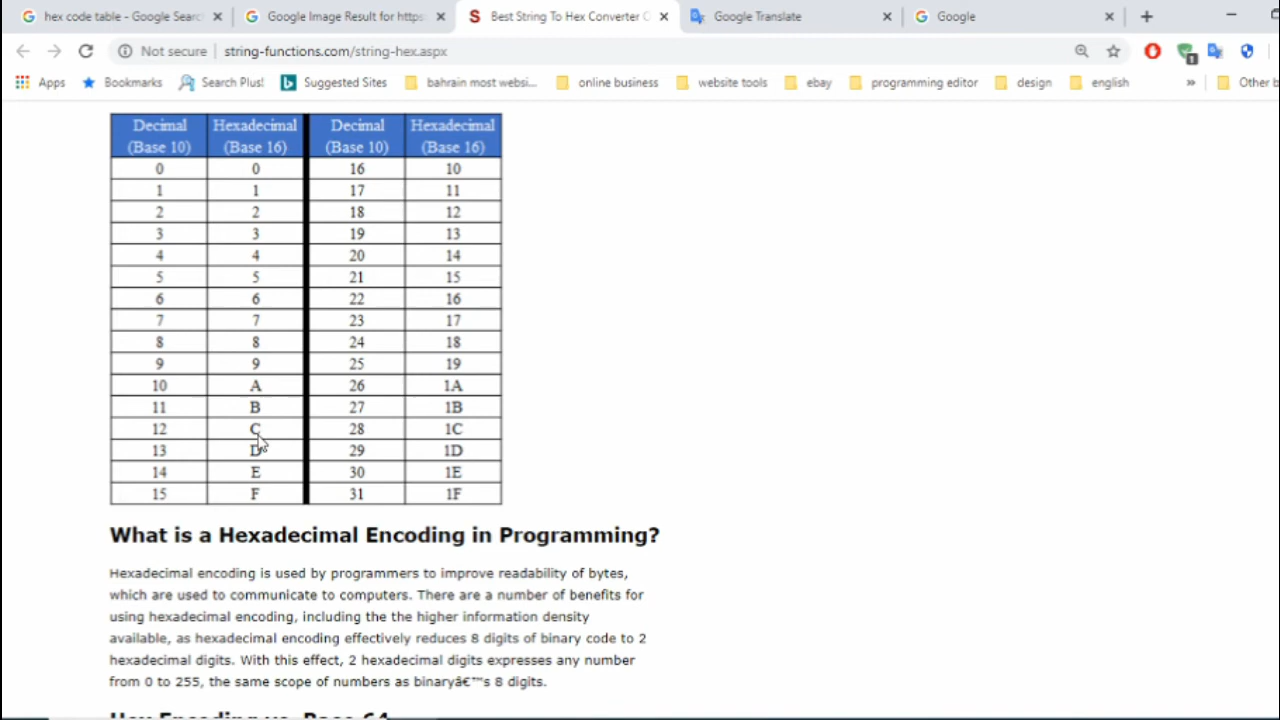 hex code table - Google Searc
Google Image Result for https
Best String To Hex Converter O
Google Translate
Google
Not secure | string-functions.com/string-hex.aspx
Apps Bookmarks Search Plus! Suggested Sites bahrain most websi... online business website tools ebay programming editor design english » Other b
Decimal Hexadecimal Decimal Hexadecimal
(Base 10) (Base 16) (Base 10) (Base 16)
0 0 16 10
1 1 17 11
2 2 18 12
3 3 19 13
4 4 20 14
5 5 21 15
6 6 22 16
7 7 23 17
8 8 24 18
9 9 25 19
10 A 26 1A
11 B 27 1B
12 C 28 1C
13 D 29 1D
14 E 30 1E
15 F 31 1F
What is a Hexadecimal Encoding in Programming?
Hexadecimal encoding is used by programmers to improve readability of bytes,
which are used to communicate to computers. There are a number of benefits for
using hexadecimal encoding, including the the higher information density
available, as hexadecimal encoding effectively reduces 8 digits of binary code to 2
hexadecimal digits. With this effect, 2 hexadecimal digits expresses any number
from 0 to 255, the same scope of numbers as binaryâ€™s 8 digits.
Hex Encoding vs. Base 64